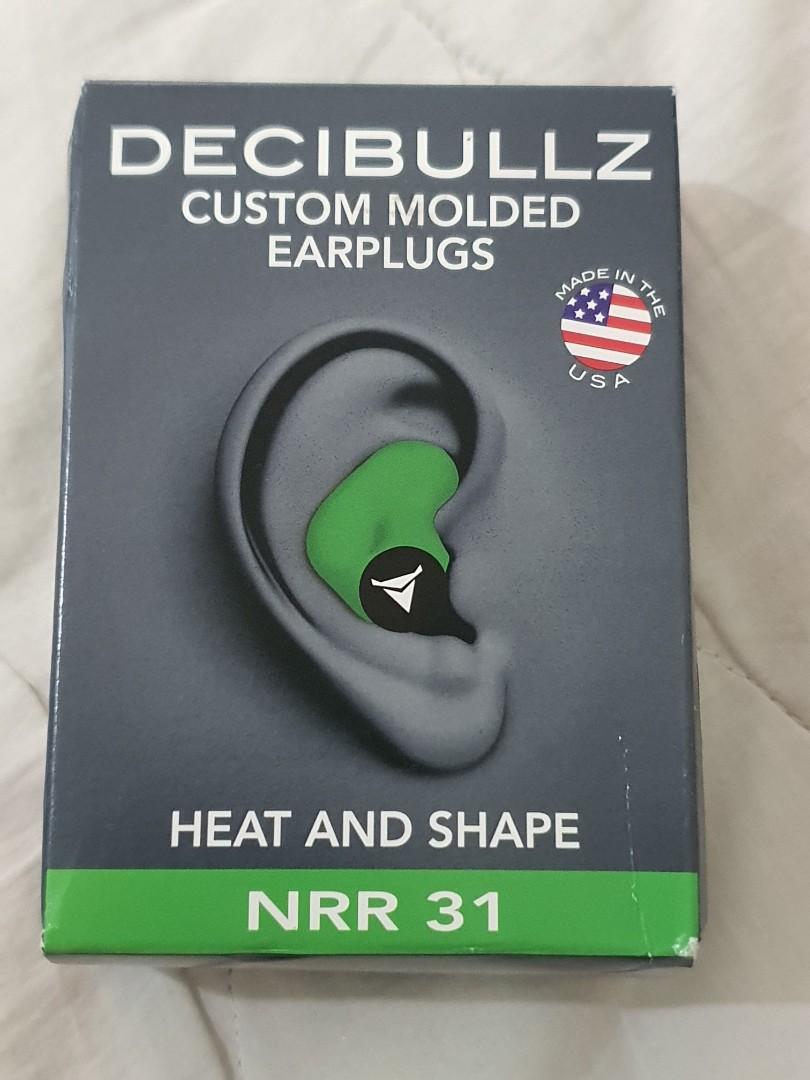 DECIBULLZ
CUSTOM MOLDED
EARPLUGS
MADE IN THE
USA
HEAT AND SHAPE
NRR 31